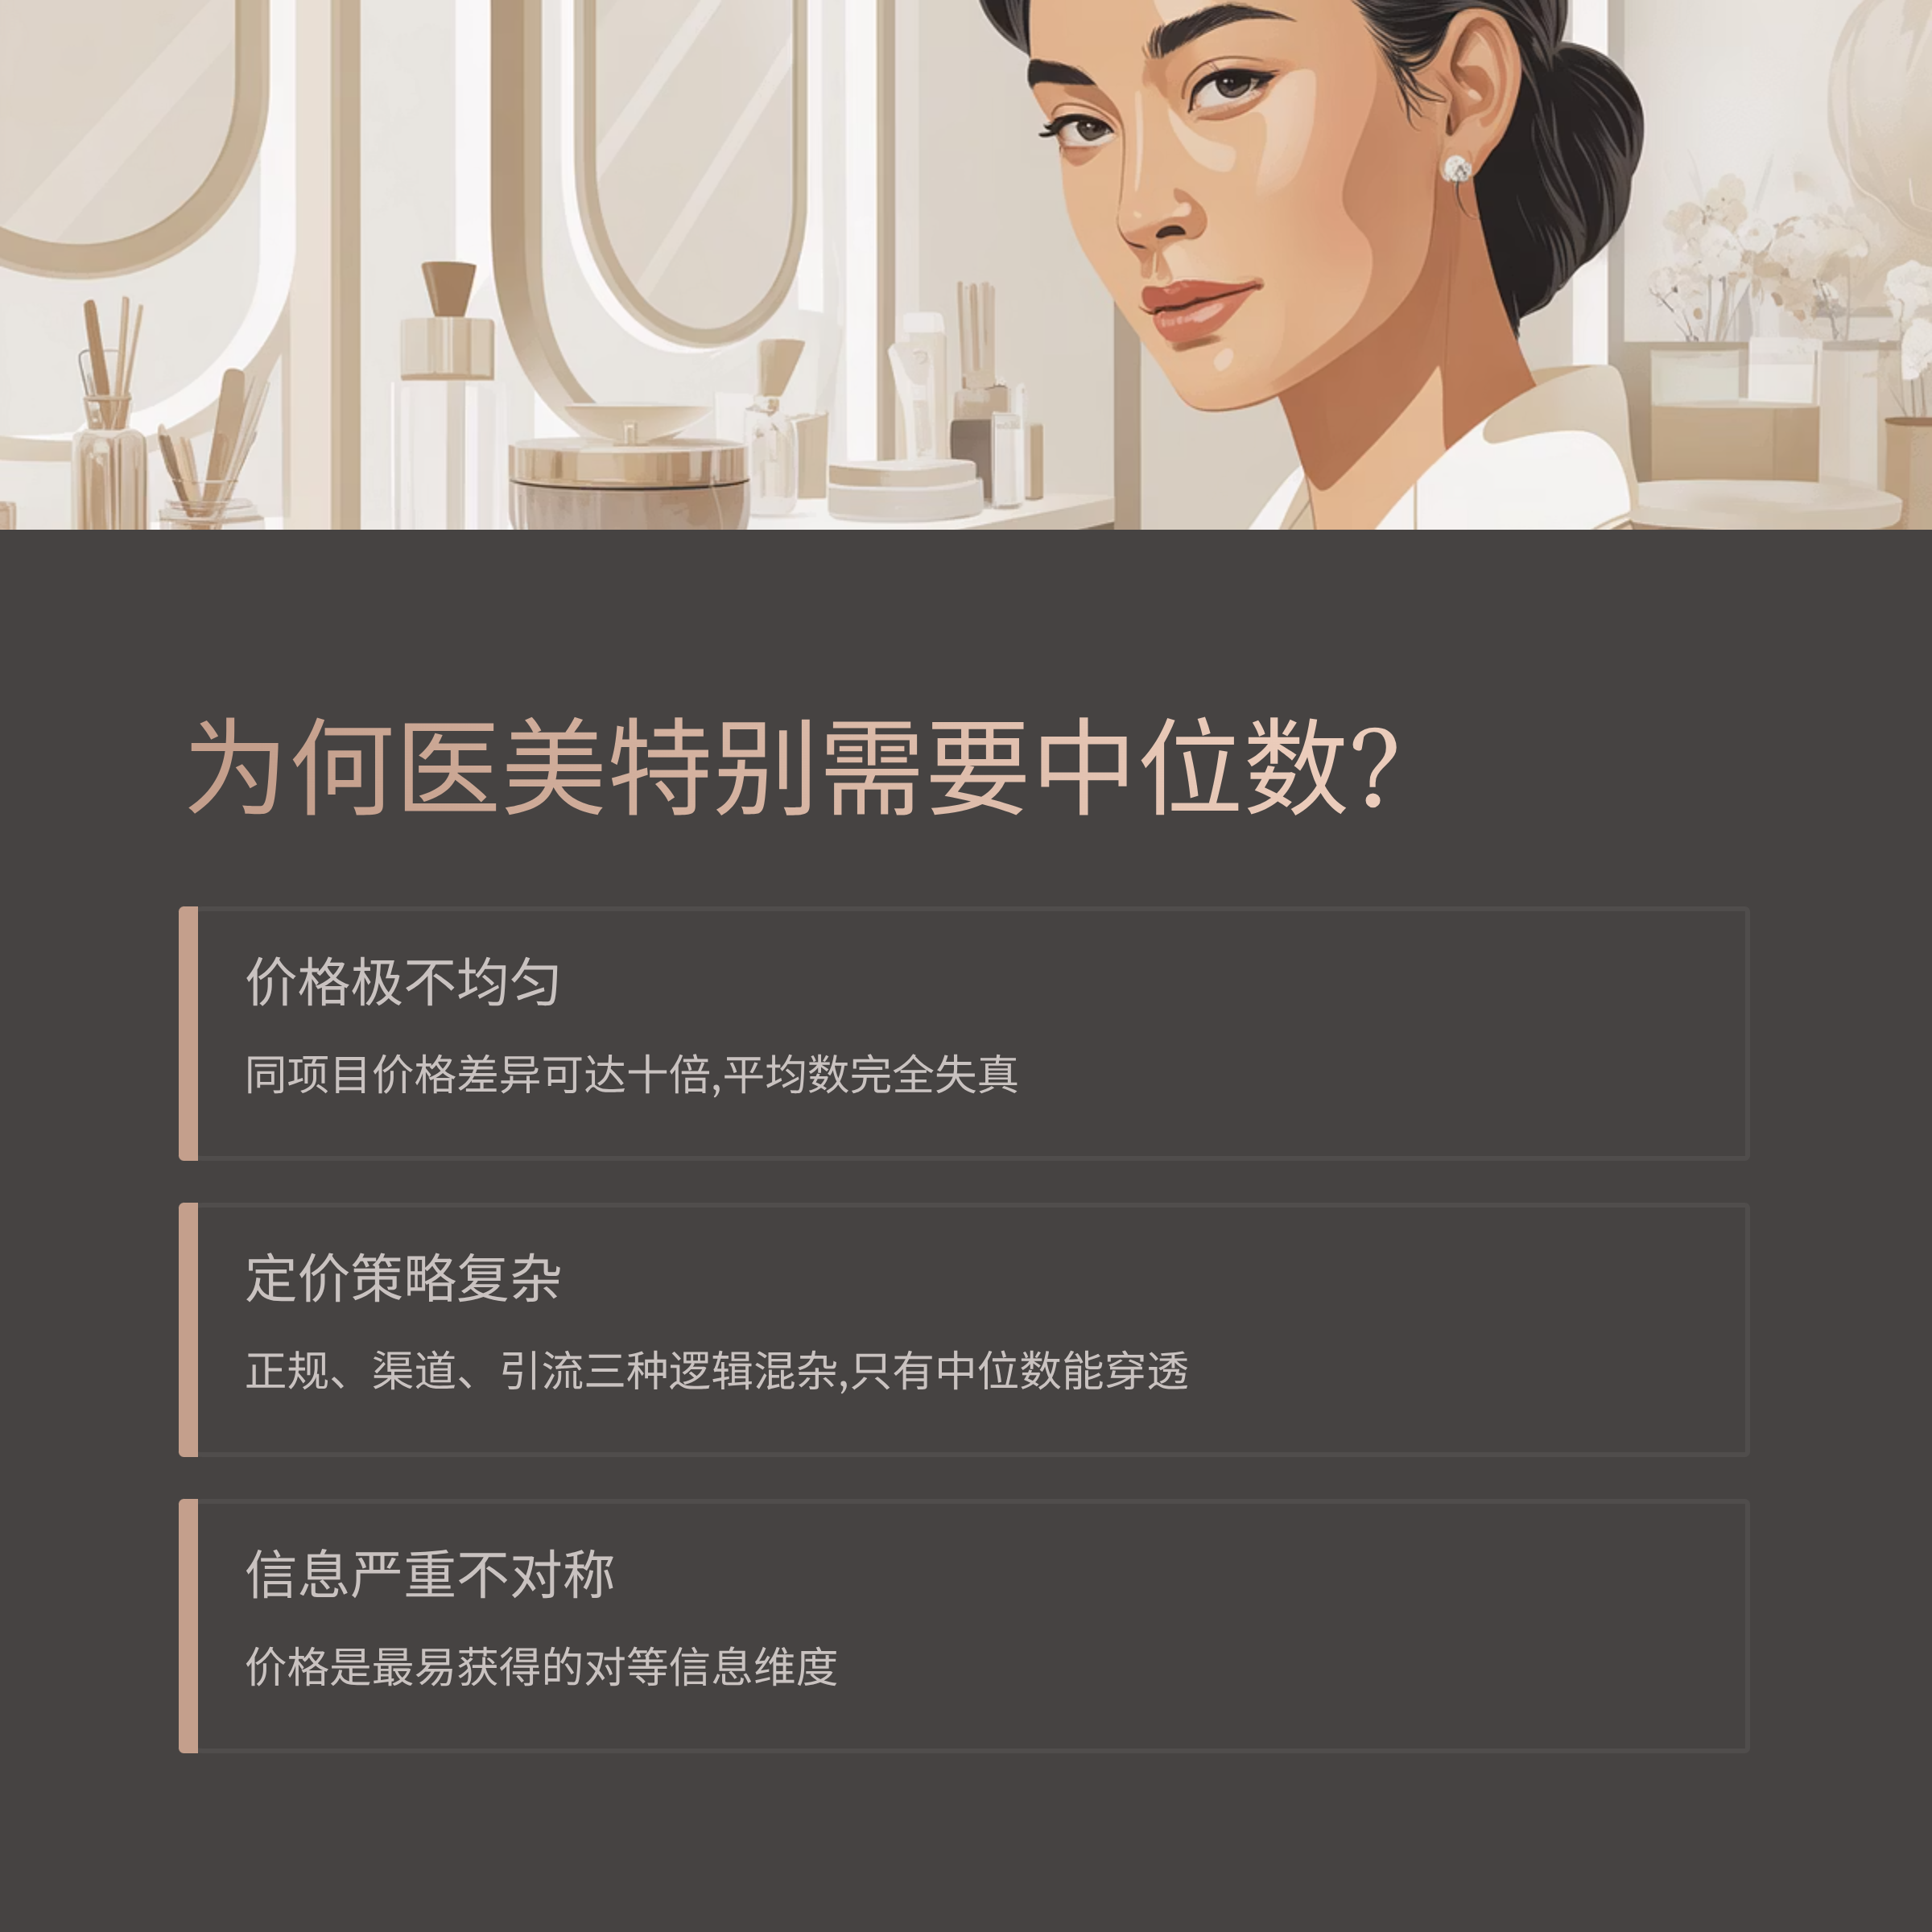 为何医美特别需要中位数?
价格极不均匀
同项目价格差异可达十倍,平均数完全失真
定价策略复杂
正规、渠道、引流三种逻辑混杂,只有中位数能穿透
信息严重不对称
价格是最易获得的对等信息维度